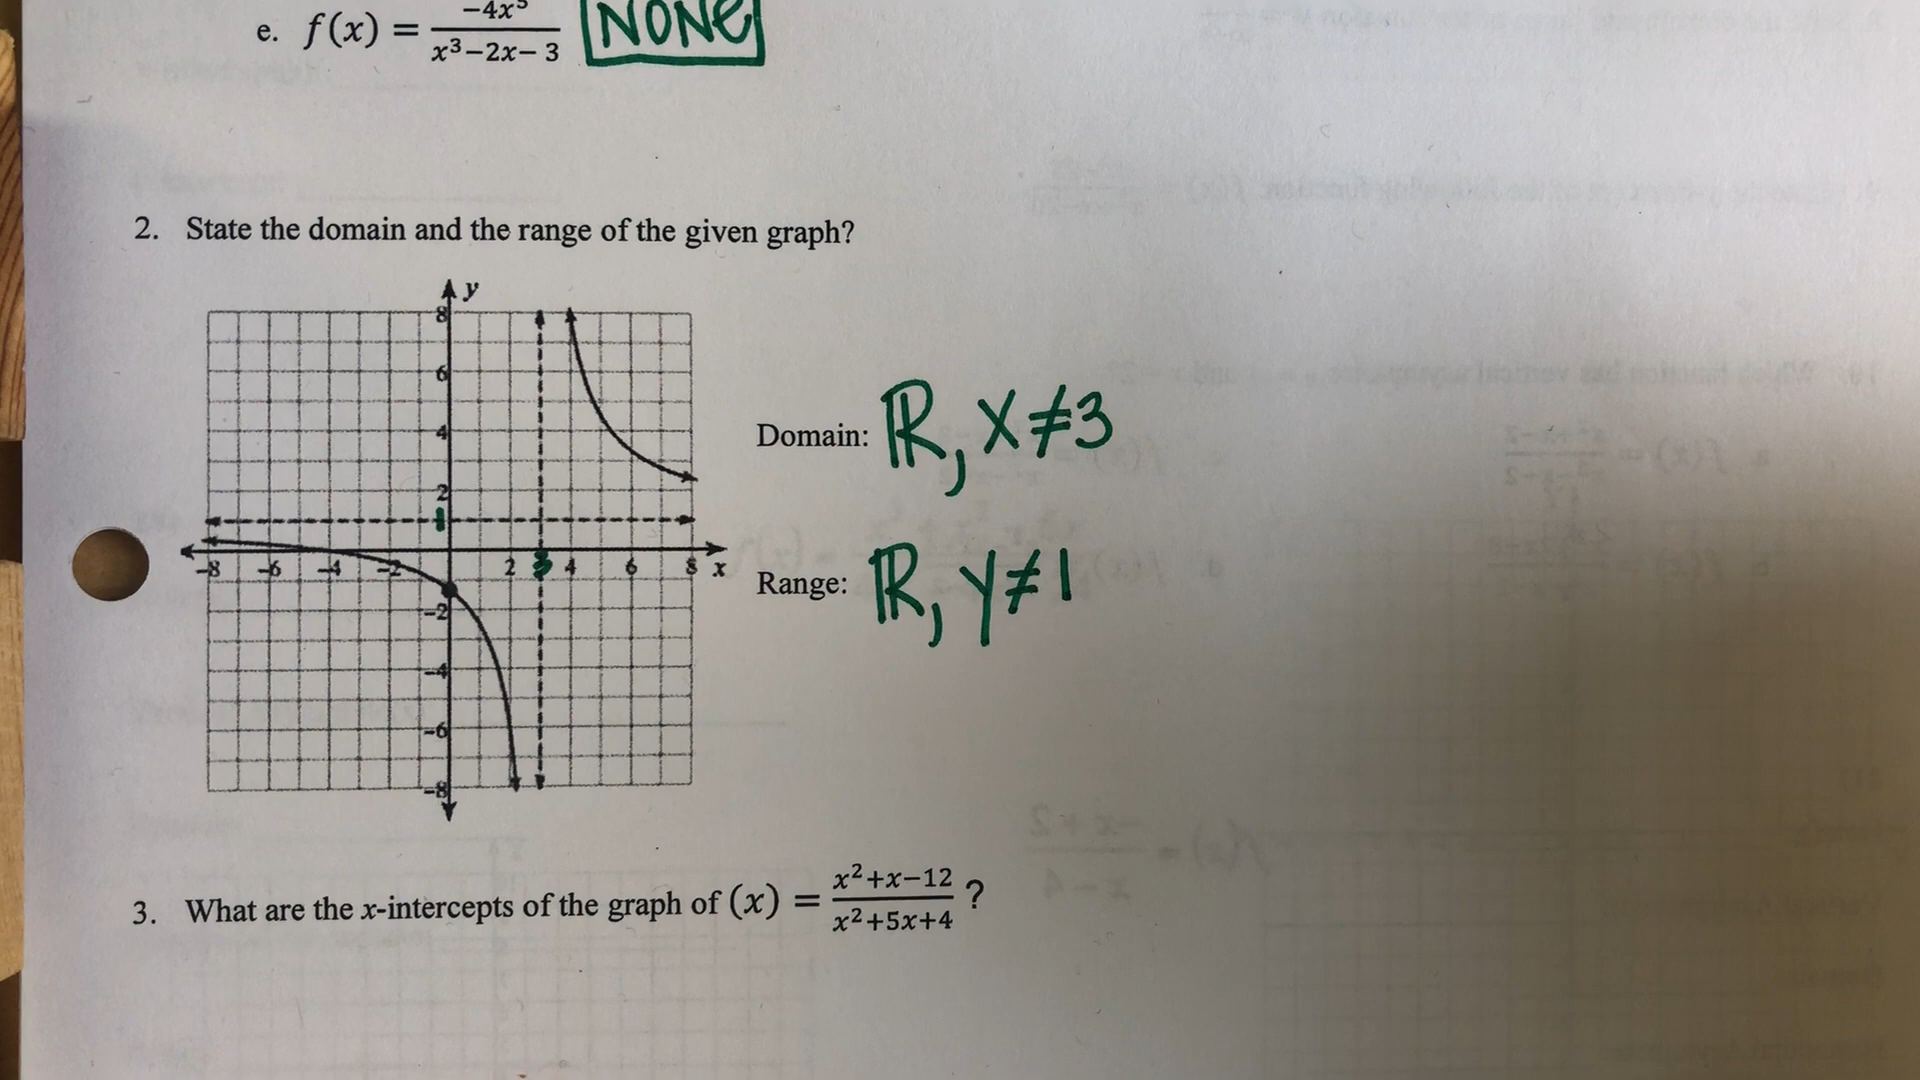 e. f(x) = −4x⁵ / x³−2x−3 NONE
2. State the domain and the range of the given graph?
y
8
6
4
2
1
-8 -6 -4 -2 2 3 4 6 8 x
-2
-4
-6
-8
Domain: ℝ, X≠3
Range: ℝ, y≠1
3. What are the x-intercepts of the graph of (x) = x²+x−12 / x²+5x+4 ?